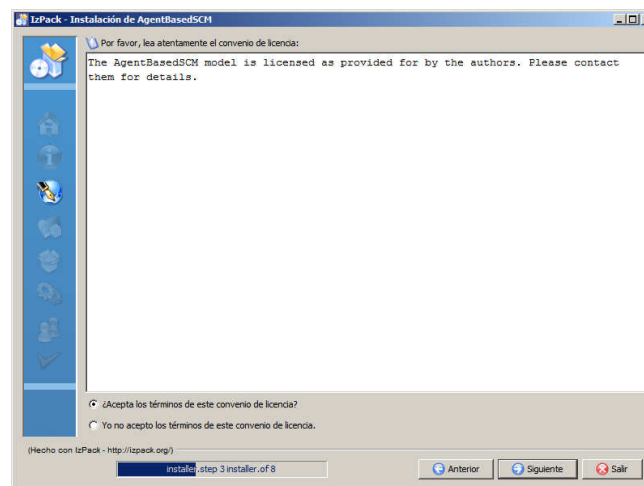 IzPack - Instalación de AgentBasedSCM
Por favor, lea atentamente el convenio de licencia:
The AgentBasedSCM model is licensed as provided for by the authors. Please contact
them for details.
¿Acepta los términos de este convenio de licencia?
Yo no acepto los términos de este convenio de licencia.
(Hecho con IzPack - http://izpack.org/)
installer.step 3 installer.of 8
Anterior
Siguiente
Salir